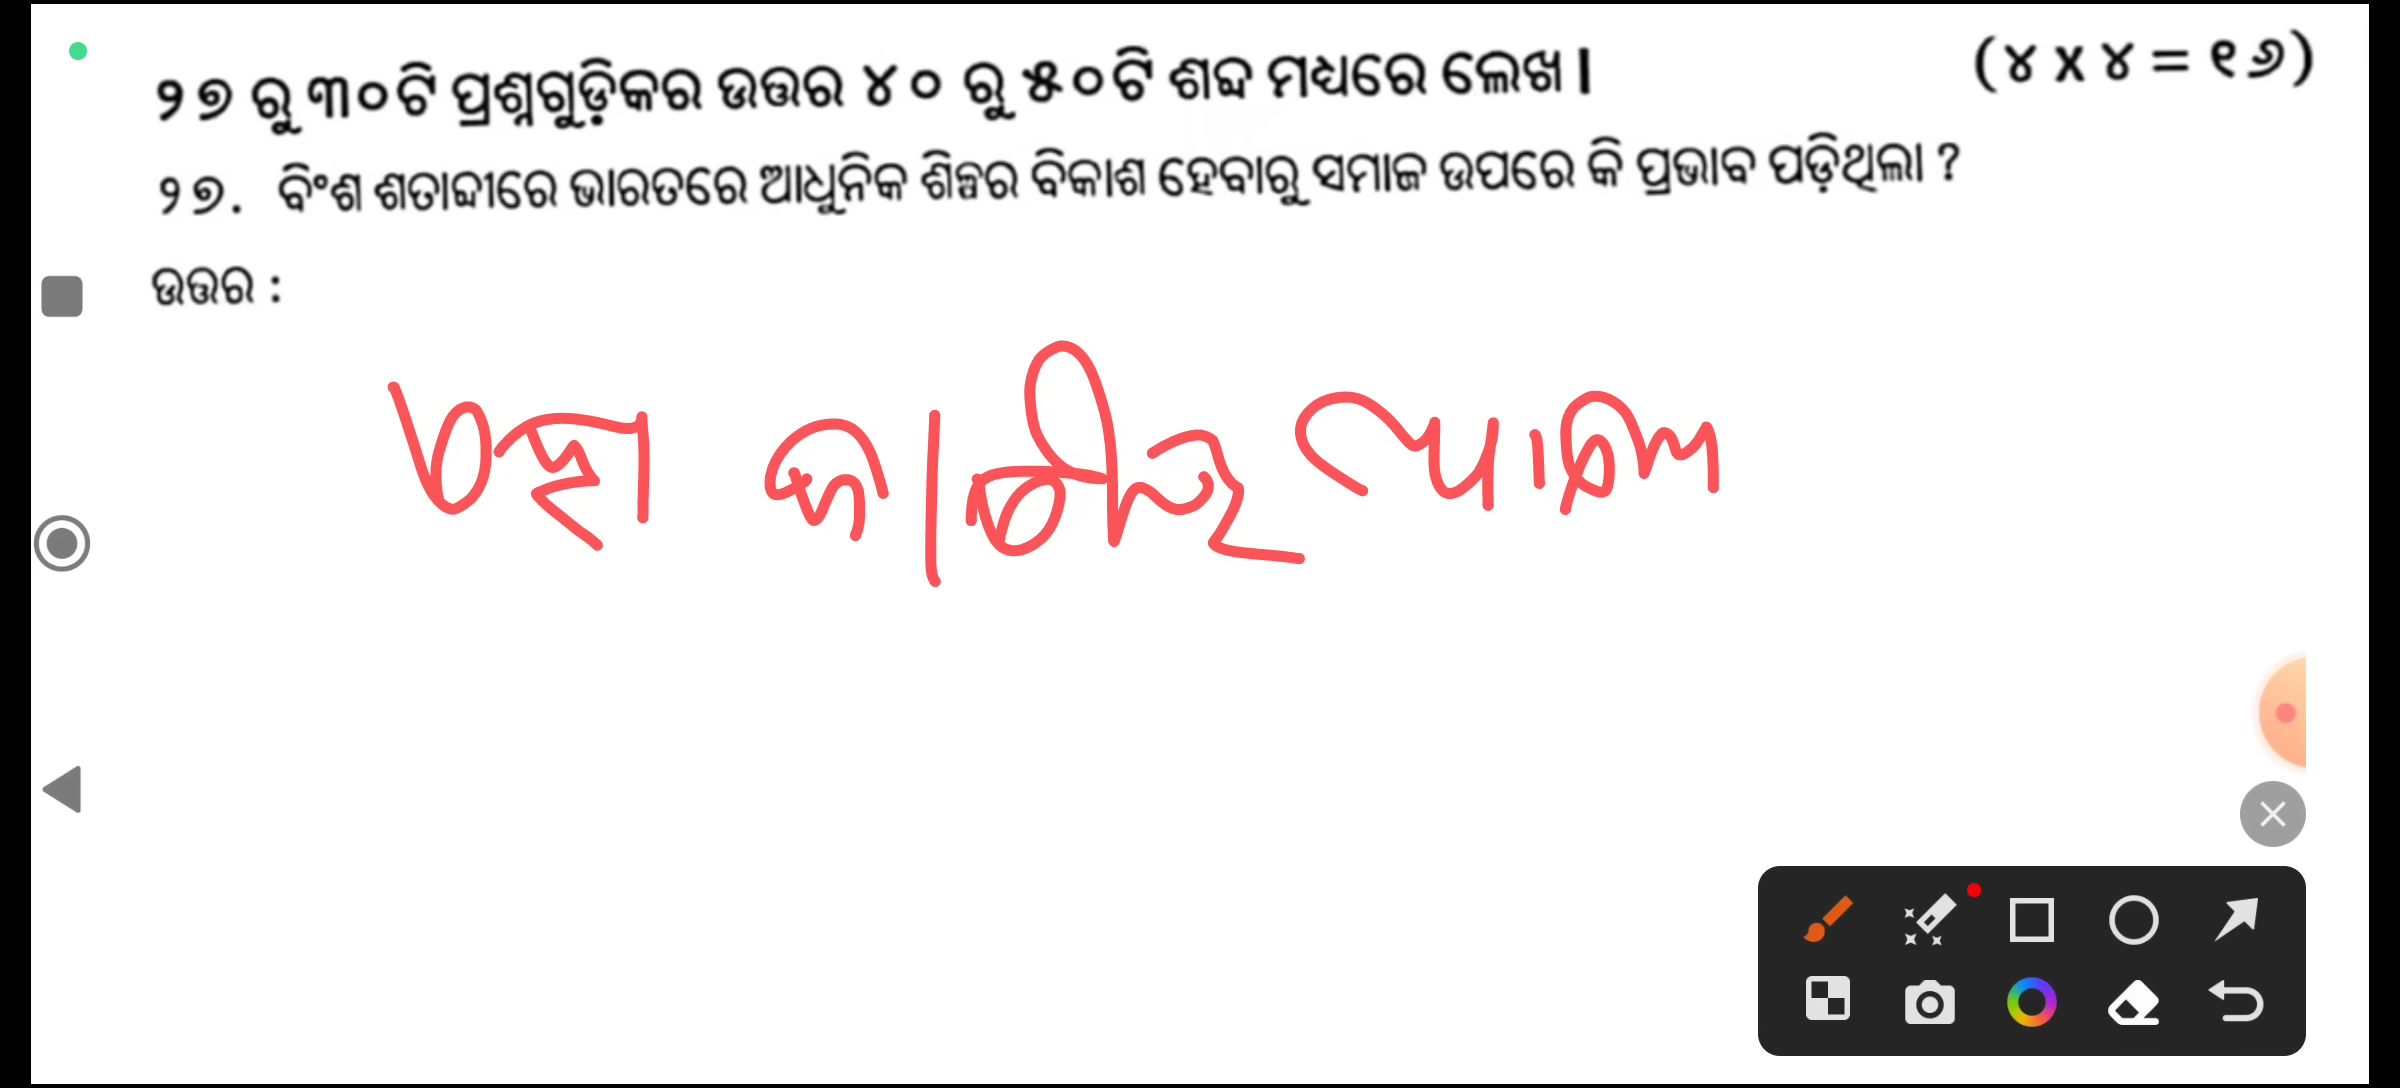 ୨୭ ରୁ ୩୦ଟି ପ୍ରଶ୍ନଗୁଡ଼ିକର ଉତ୍ତର ୪୦ ରୁ ୫୦ଟି ଶବ୍ଦ ମଧ୍ୟରେ ଲେଖ। (୪ x ୪ = ୧୬)
୨୭. ବିଂଶ ଶତାବ୍ଦୀରେ ଭାରତରେ ଆଧୁନିକ ଶିଳ୍ପର ବିକାଶ ହେବାରୁ ସମାଜ ଉପରେ କି ପ୍ରଭାବ ପଡ଼ିଥିଲା ?
ଉତ୍ତର :